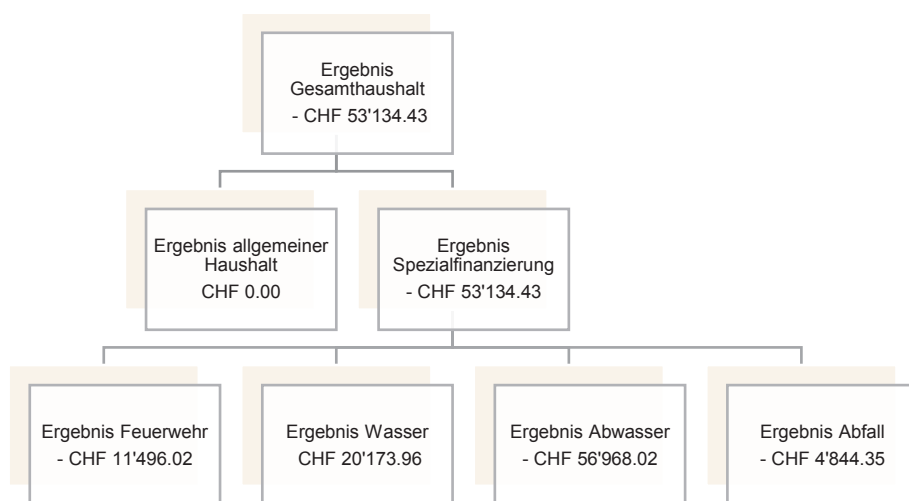 Ergebnis
Gesamthaushalt
- CHF 53'134.43
Ergebnis allgemeiner
Haushalt
CHF 0.00
Ergebnis
Spezialfinanzierung
- CHF 53'134.43
Ergebnis Feuerwehr
- CHF 11'496.02
Ergebnis Wasser
CHF 20'173.96
Ergebnis Abwasser
- CHF 56'968.02
Ergebnis Abfall
- CHF 4'844.35